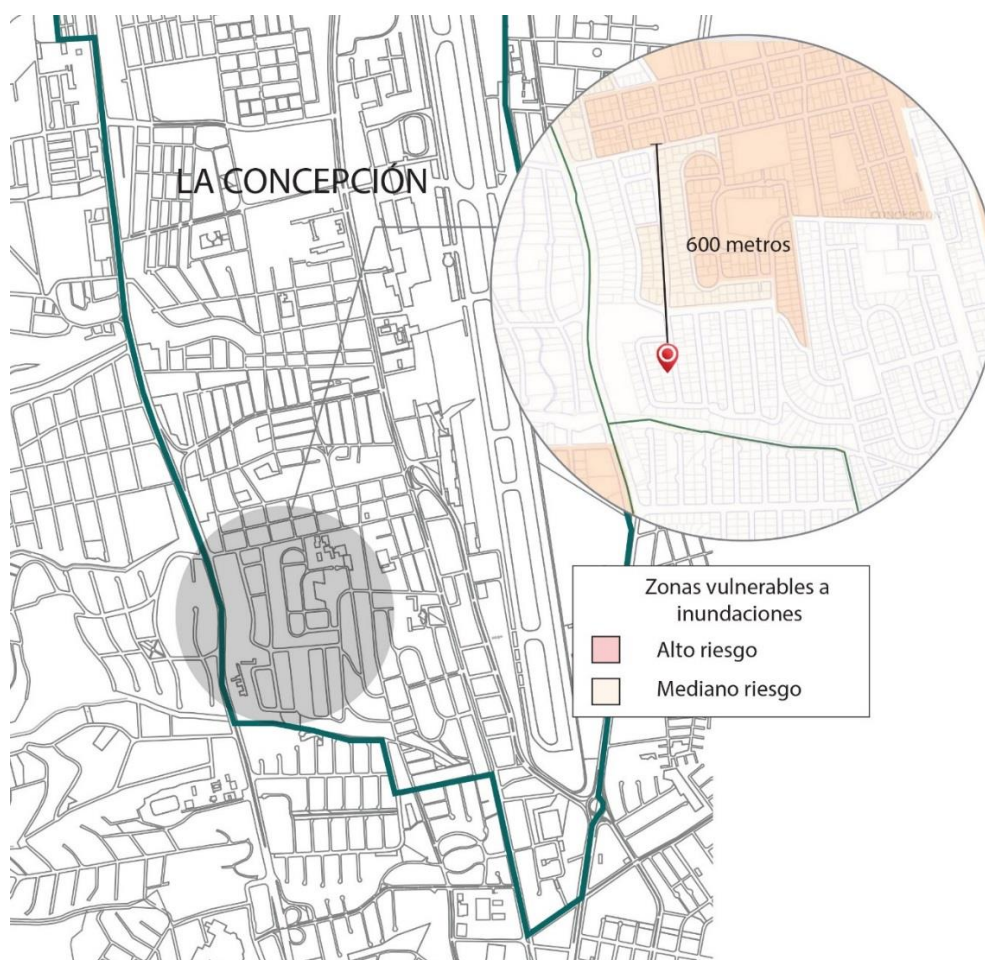 LA CONCEPCIÓN
600 metros
Zonas vulnerables a
inundaciones
Alto riesgo
Mediano riesgo